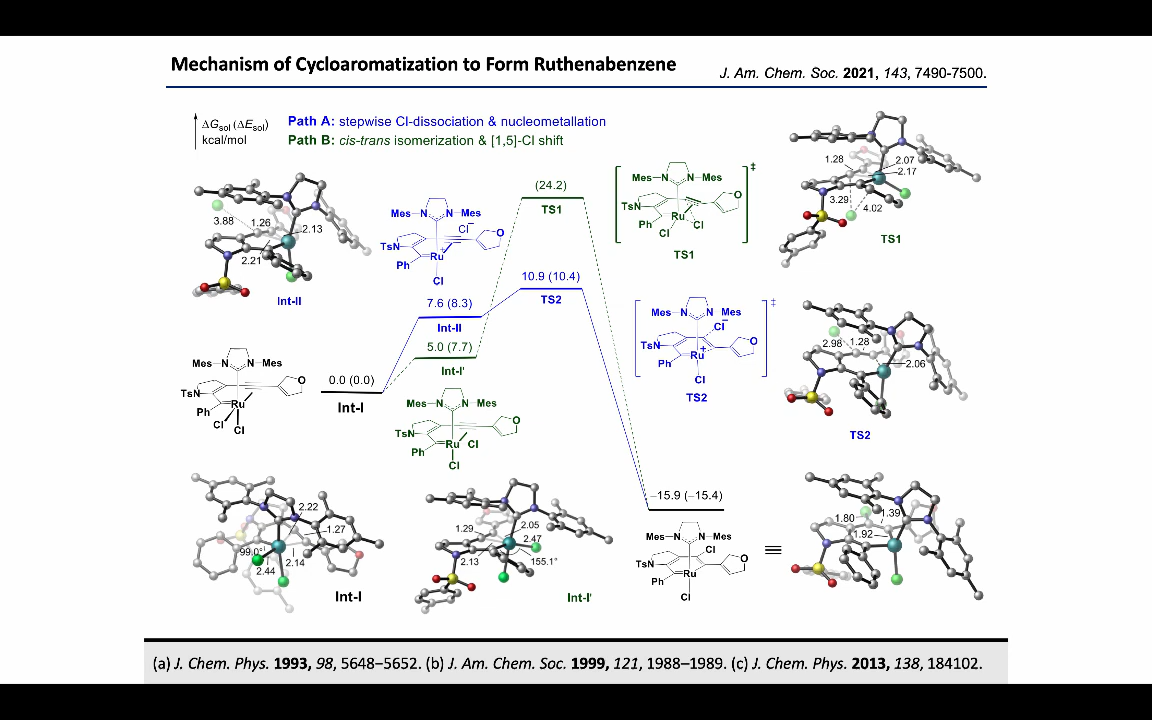 Mechanism of Cycloaromatization to Form Ruthenabenzene
J. Am. Chem. Soc. 2021, 143, 7490-7500.
ΔGsol (ΔEsol)
kcal/mol
Path A: stepwise Cl-dissociation & nucleometallation
Path B: cis-trans isomerization & [1,5]-Cl shift
3.88
1.26
2.13
2.21
Int-II
Mes
N
N
Mes
Cl−
O
TsN
Ph
Ru
+
Cl
7.6 (8.3)
Int-II
5.0 (7.7)
Int-I'
(24.2)
TS1
10.9 (10.4)
TS2
Mes
N
N
Mes
TsN
O
Ph
Ru
Cl
Cl
‡
TS1
1.28
2.07
2.17
3.29
4.02
TS1
Mes
N
N
Mes
Cl−
TsN
O
Ph
Ru
+
Cl
‡
TS2
2.98
1.28
2.06
TS2
Mes
N
N
Mes
TsN
O
Ph
Ru
Cl
Cl
0.0 (0.0)
Int-I
Mes
N
N
Mes
TsN
O
Ph
Ru
Cl
Cl
−15.9 (−15.4)
Mes
N
N
Mes
Cl
TsN
O
Ph
Ru
Cl
≡
2.22
1.27
99.0°
2.44
2.14
Int-I
1.29
2.05
2.47
2.13
155.1°
Int-I'
1.80
1.39
1.92
(a) J. Chem. Phys. 1993, 98, 5648−5652. (b) J. Am. Chem. Soc. 1999, 121, 1988−1989. (c) J. Chem. Phys. 2013, 138, 184102.